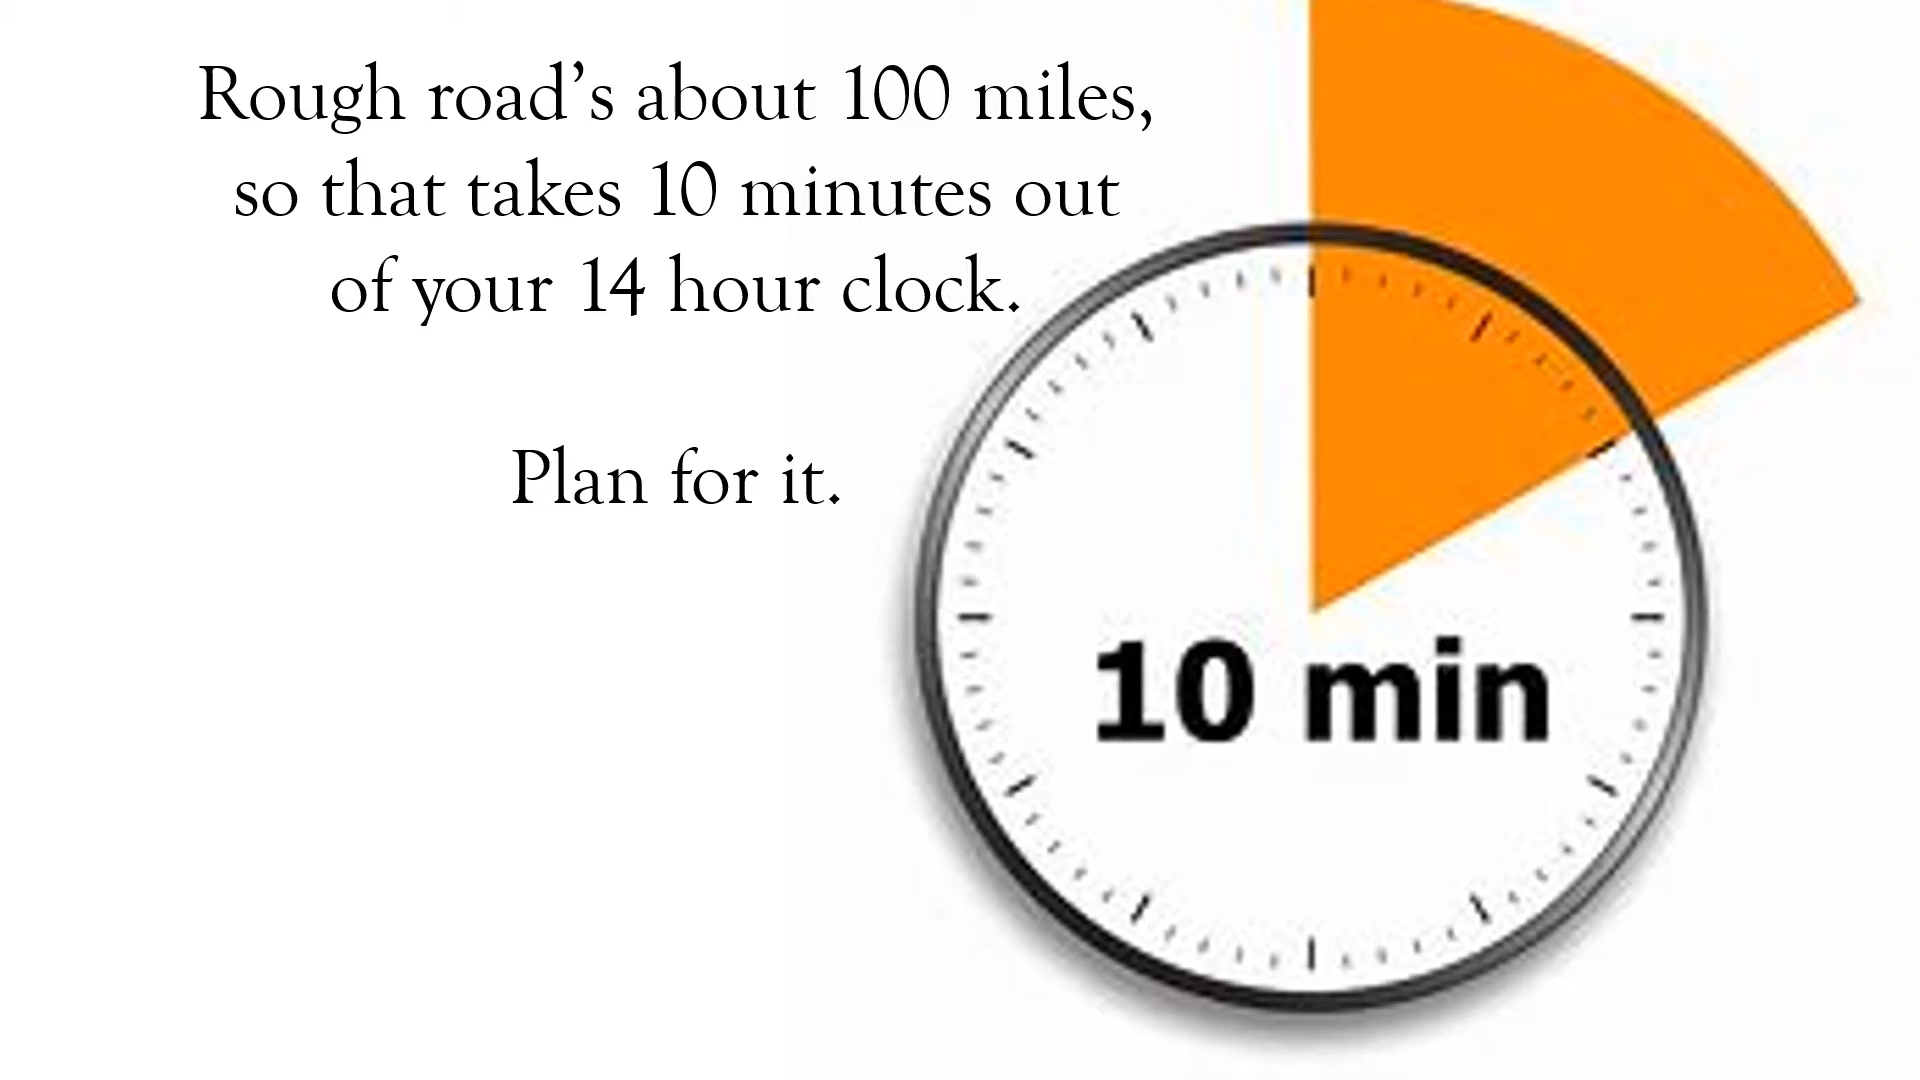 Rough road’s about 100 miles,
so that takes 10 minutes out
of your 14 hour clock.
Plan for it.
10 min